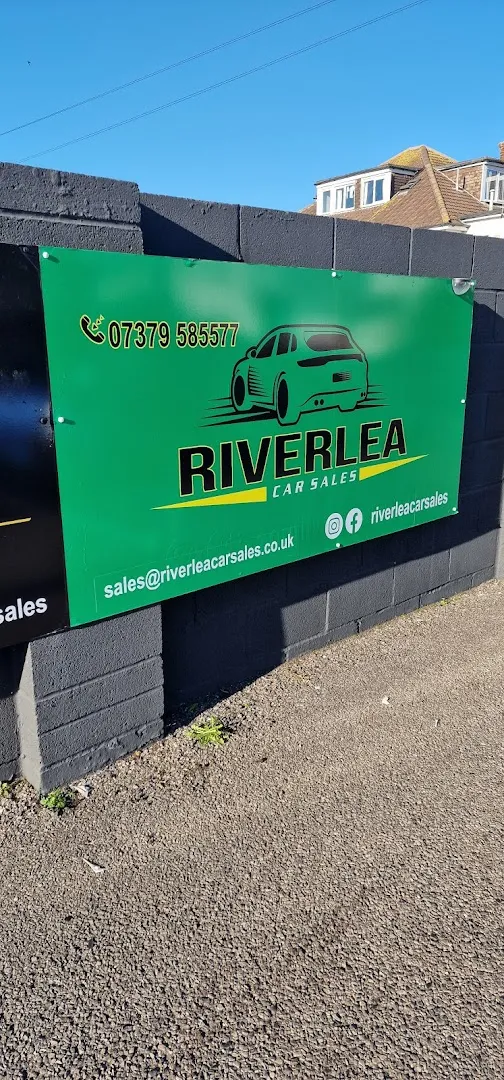 07379 585577
RIVERLEA
CAR SALES
riverleacarsales
sales@riverleacarsales.co.uk
sales